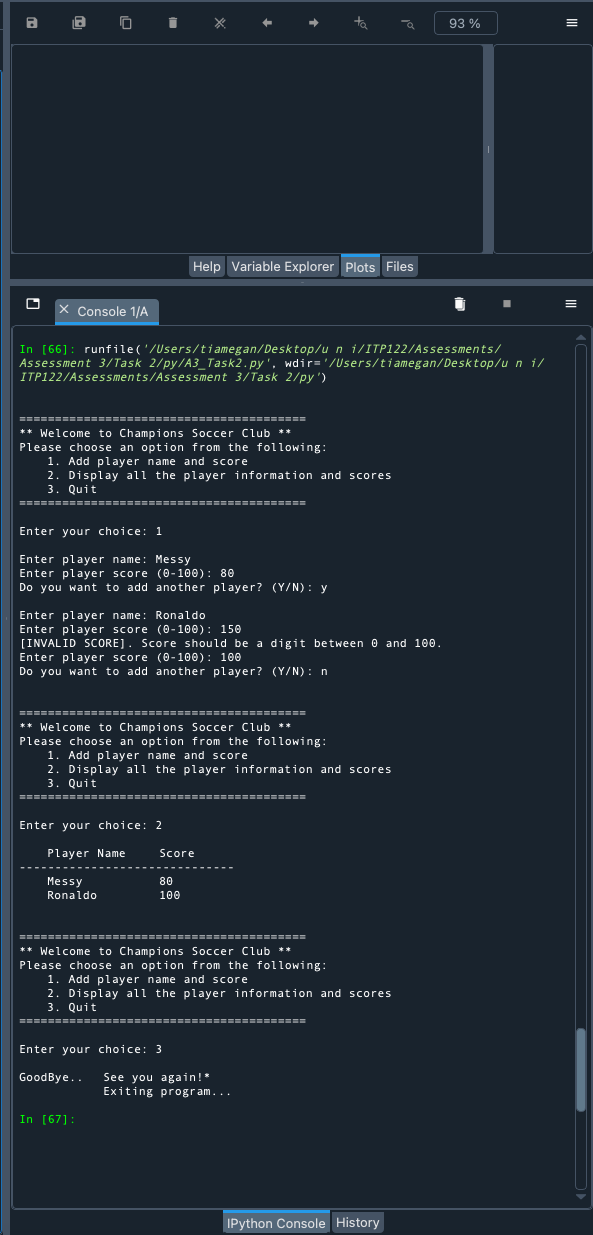 93 %
Help Variable Explorer Plots Files
Console 1/A
In [66]: runfile('/Users/tiamegan/Desktop/u n i/ITP122/Assessments/
Assessment 3/Task 2/py/A3_Task2.py', wdir='/Users/tiamegan/Desktop/u n i/
ITP122/Assessments/Assessment 3/Task 2/py')
========================================
** Welcome to Champions Soccer Club **
Please choose an option from the following:
1. Add player name and score
2. Display all the player information and scores
3. Quit
========================================
Enter your choice: 1
Enter player name: Messy
Enter player score (0-100): 80
Do you want to add another player? (Y/N): y
Enter player name: Ronaldo
Enter player score (0-100): 150
[INVALID SCORE]. Score should be a digit between 0 and 100.
Enter player score (0-100): 100
Do you want to add another player? (Y/N): n
========================================
** Welcome to Champions Soccer Club **
Please choose an option from the following:
1. Add player name and score
2. Display all the player information and scores
3. Quit
========================================
Enter your choice: 2
Player Name Score
------------------------------
Messy 80
Ronaldo 100
========================================
** Welcome to Champions Soccer Club **
Please choose an option from the following:
1. Add player name and score
2. Display all the player information and scores
3. Quit
========================================
Enter your choice: 3
GoodBye.. See you again!*
Exiting program...
In [67]:
IPython Console History